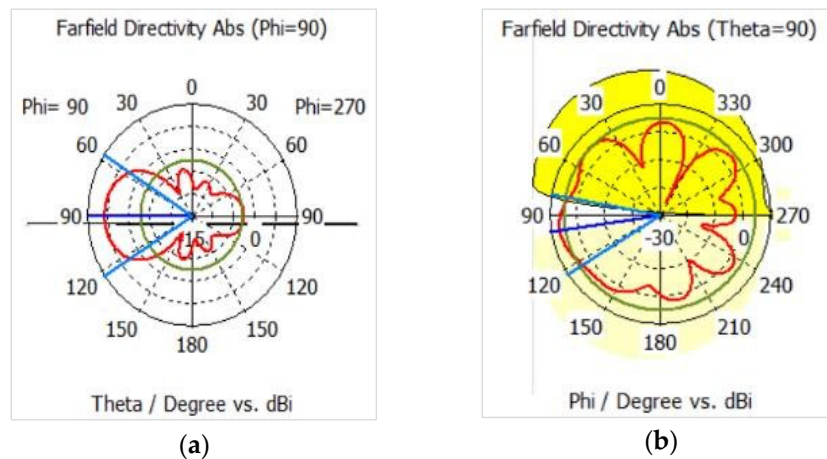 Farfield Directivity Abs (Phi=90)
0
30 30
Phi= 90 Phi=270
60 60
90 -15 0 90
120 120
150 150
180
Theta / Degree vs. dBi
(a)
Farfield Directivity Abs (Theta=90)
0
30 330
60 300
90 -30 0 270
120 240
150 210
180
Phi / Degree vs. dBi
(b)